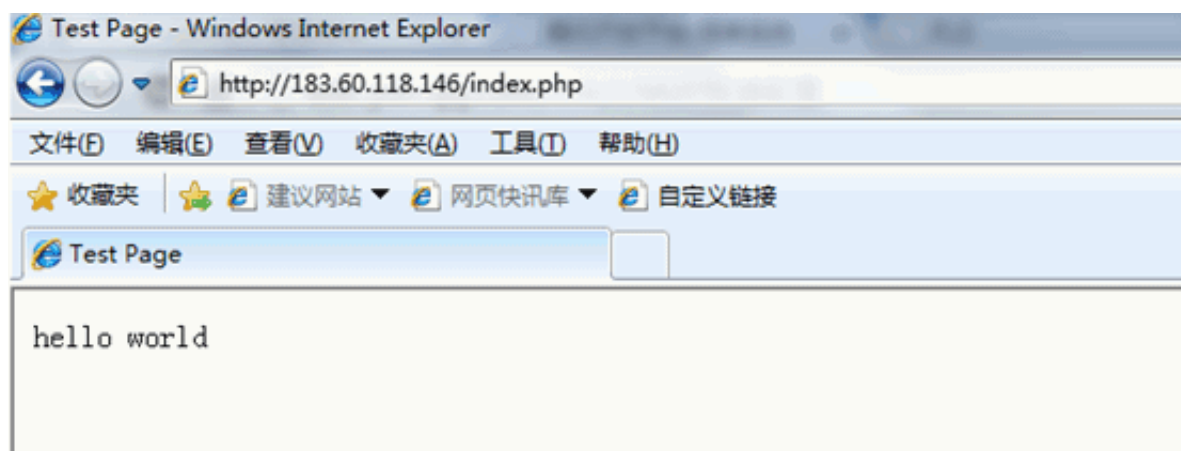 Test Page - Windows Internet Explorer
http://183.60.118.146/index.php
文件(F) 编辑(E) 查看(V) 收藏夹(A) 工具(T) 帮助(H)
收藏夹 建议网站 网页快讯库 自定义链接
Test Page
hello world